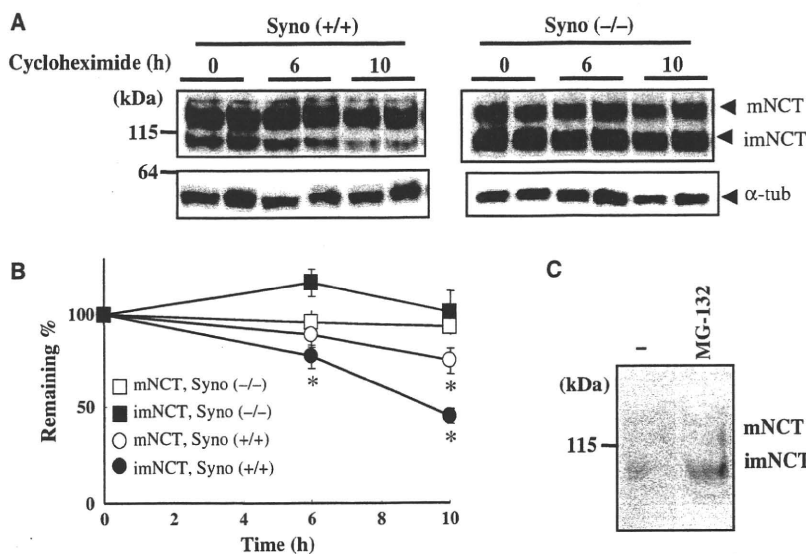 A
Syno (+/+)
Syno (–/–)
Cycloheximide (h)
0 6 10
0 6 10
(kDa)
115
64
mNCT
imNCT
α-tub
B
Remaining %
100
50
0
□ mNCT, Syno (–/–)
■ imNCT, Syno (–/–)
○ mNCT, Syno (+/+)
● imNCT, Syno (+/+)
*
*
*
0 2 4 6 8 10
Time (h)
C
–
MG-132
(kDa)
115
mNCT
imNCT